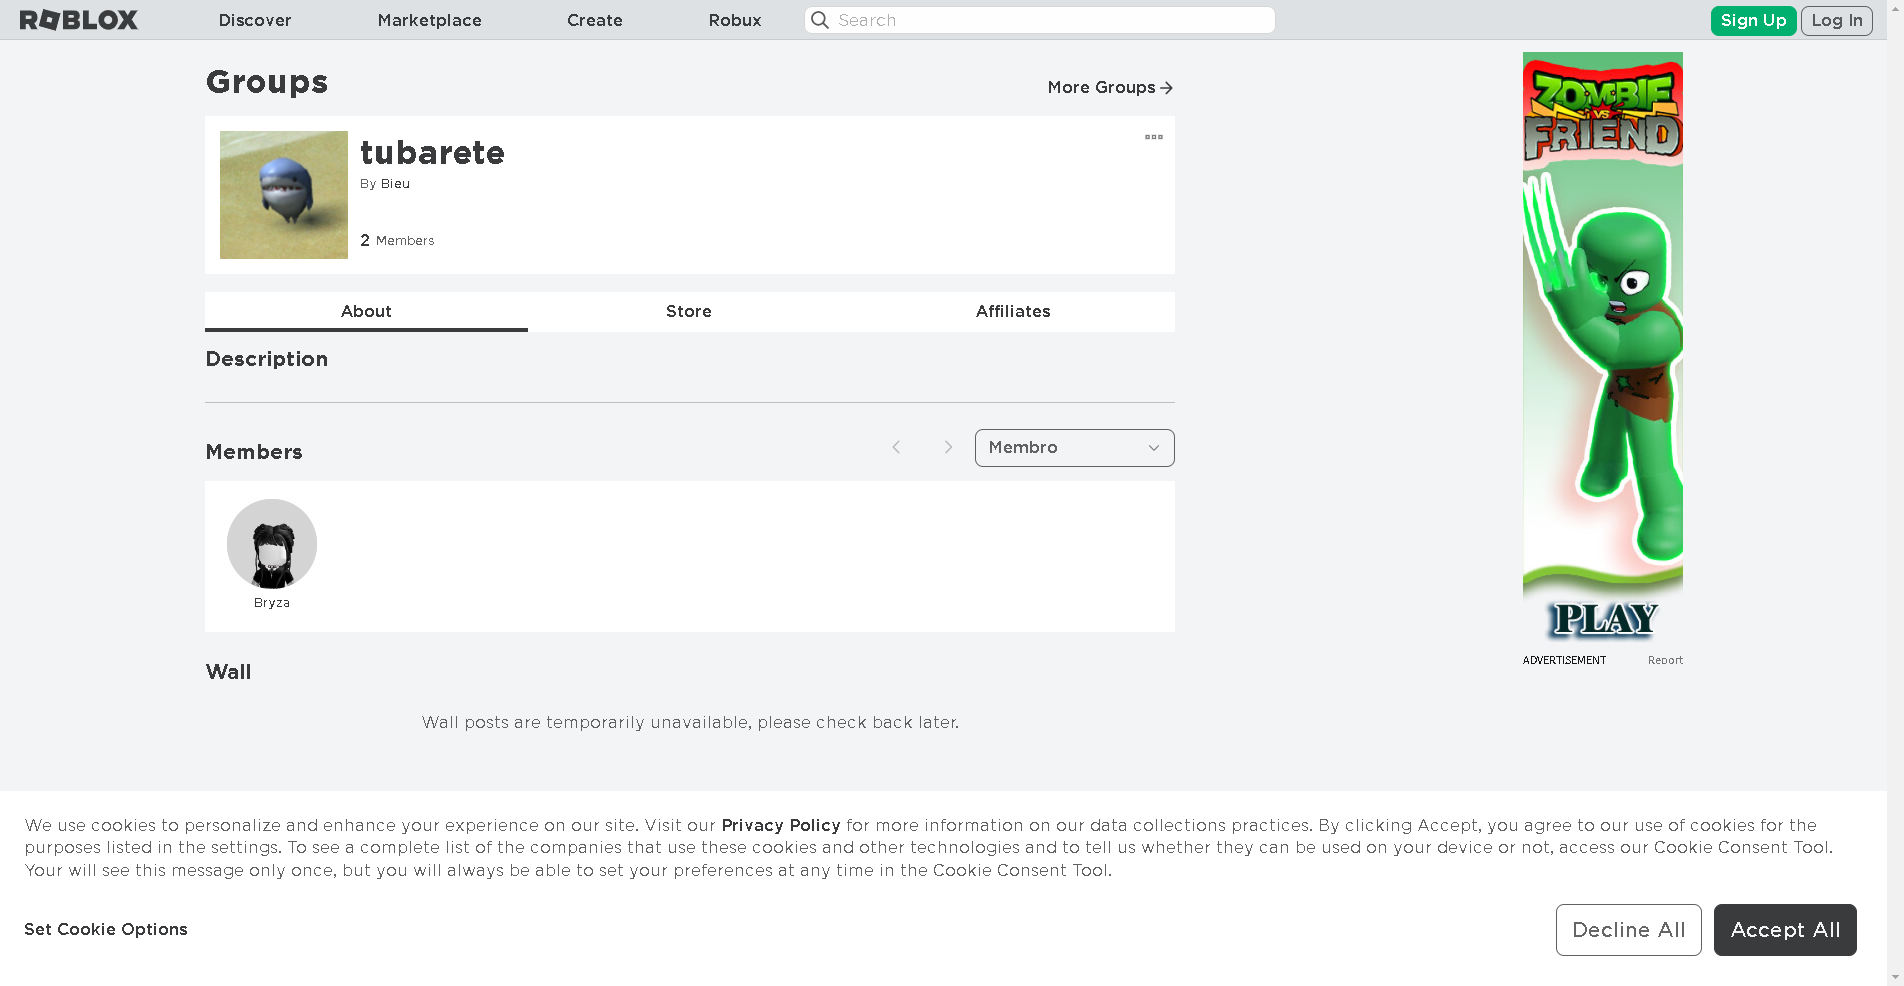 ROBLOX
Discover
Marketplace
Create
Robux
Search
Sign Up
Log In
Groups
More Groups
tubarete
By Bieu
2 Members
About
Store
Affiliates
Description
Members
Membro
Bryza
Wall
Wall posts are temporarily unavailable, please check back later.
ZOMBIE
VS
FRIEND
PLAY
ADVERTISEMENT
Report
We use cookies to personalize and enhance your experience on our site. Visit our Privacy Policy for more information on our data collections practices. By clicking Accept, you agree to our use of cookies for the
purposes listed in the settings. To see a complete list of the companies that use these cookies and other technologies and to tell us whether they can be used on your device or not, access our Cookie Consent Tool.
Your will see this message only once, but you will always be able to set your preferences at any time in the Cookie Consent Tool.
Set Cookie Options
Decline All
Accept All